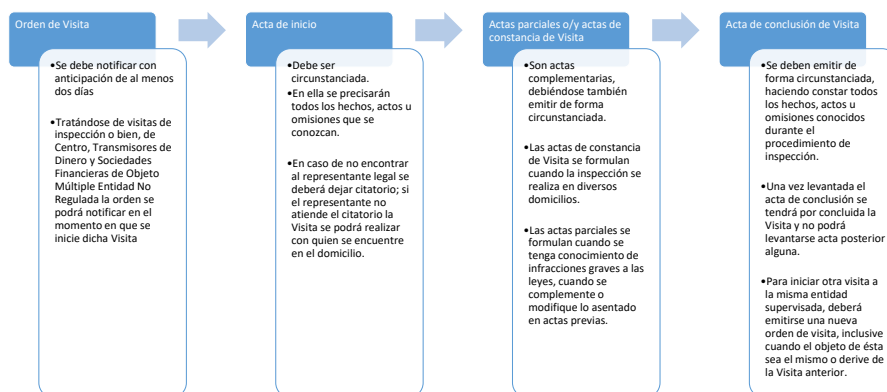 Orden de Visita
•Se debe notificar con
anticipación de al menos
dos días
•Tratándose de visitas de
inspección o bien, de
Centro, Transmisores de
Dinero y Sociedades
Financieras de Objeto
Múltiple Entidad No
Regulada la orden se
podrá notificar en el
momento en que se
inicie dicha Visita
Acta de inicio
•Debe ser
circunstanciada.
•En ella se precisarán
todos los hechos, actos u
omisiones que se
conozcan.
•En caso de no encontrar
al representante legal se
deberá dejar citatorio; si
el representante no
atiende el citatorio la
Visita se podrá realizar
con quien se encuentre
en el domicilio.
Actas parciales o/y actas de
constancia de Visita
•Son actas
complementarias,
debiéndose también
emitir de forma
circunstanciada.
•Las actas de constancia
de Visita se formulan
cuando la inspección se
realiza en diversos
domicilios.
•Las actas parciales se
formulan cuando se
tenga conocimiento de
infracciones graves a las
leyes, cuando se
complemente o
modifique lo asentado
en actas previas.
Acta de conclusión de Visita
•Se deben emitir de
forma circunstanciada,
haciendo constar todos
los hechos, actos u
omisiones conocidos
durante el
procedimiento de
inspección.
•Una vez levantada el
acta de conclusión se
tendrá por concluida la
Visita y no podrá
levantarse acta posterior
alguna.
•Para iniciar otra visita a
la misma entidad
supervisada, deberá
emitirse una nueva
orden de visita, inclusive
cuando el objeto de ésta
sea el mismo o derive de
la Visita anterior.